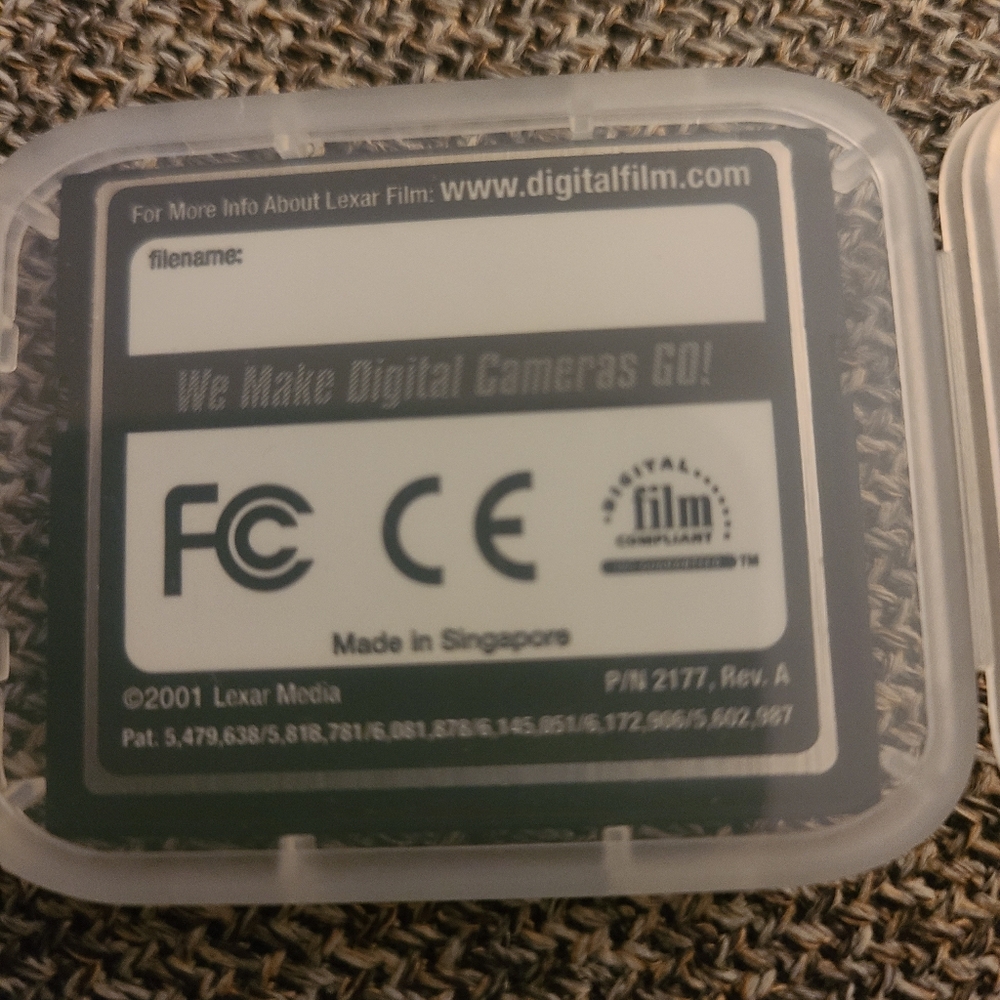 For More Info About Lexar Film: www.digitalfilm.com
filename:
We Make Digital Cameras GO!
FC CE DIGITAL film COMPLIANT TM
Made in Singapore
©2001 Lexar Media P/N 2177, Rev. A
Pat. 5,479,638/5,818,781/6,081,878/6,145,051/6,172,906/5,602,987